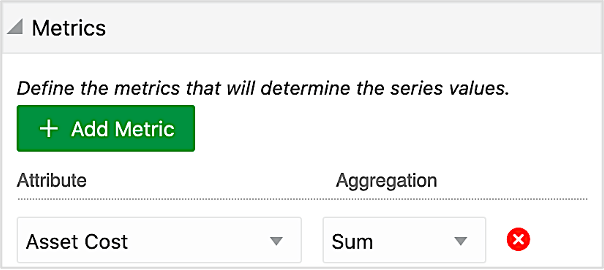 Metrics
Define the metrics that will determine the series values.
+ Add Metric
Attribute Aggregation
Asset Cost Sum